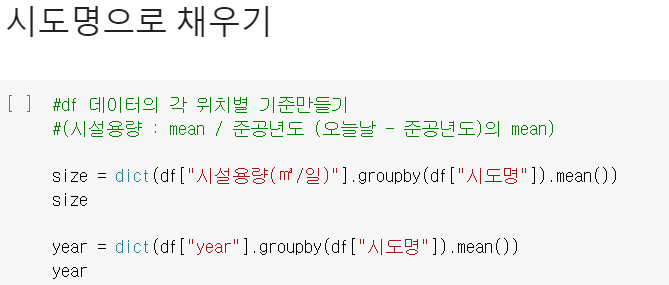 시도명으로 채우기
[ ] #df 데이터의 각 위치별 기준만들기
#(시설용량 : mean / 준공년도 (오늘날 - 준공년도)의 mean)
size = dict(df["시설용량(㎥/일)"].groupby(df["시도명"]).mean())
size
year = dict(df["year"].groupby(df["시도명"]).mean())
year